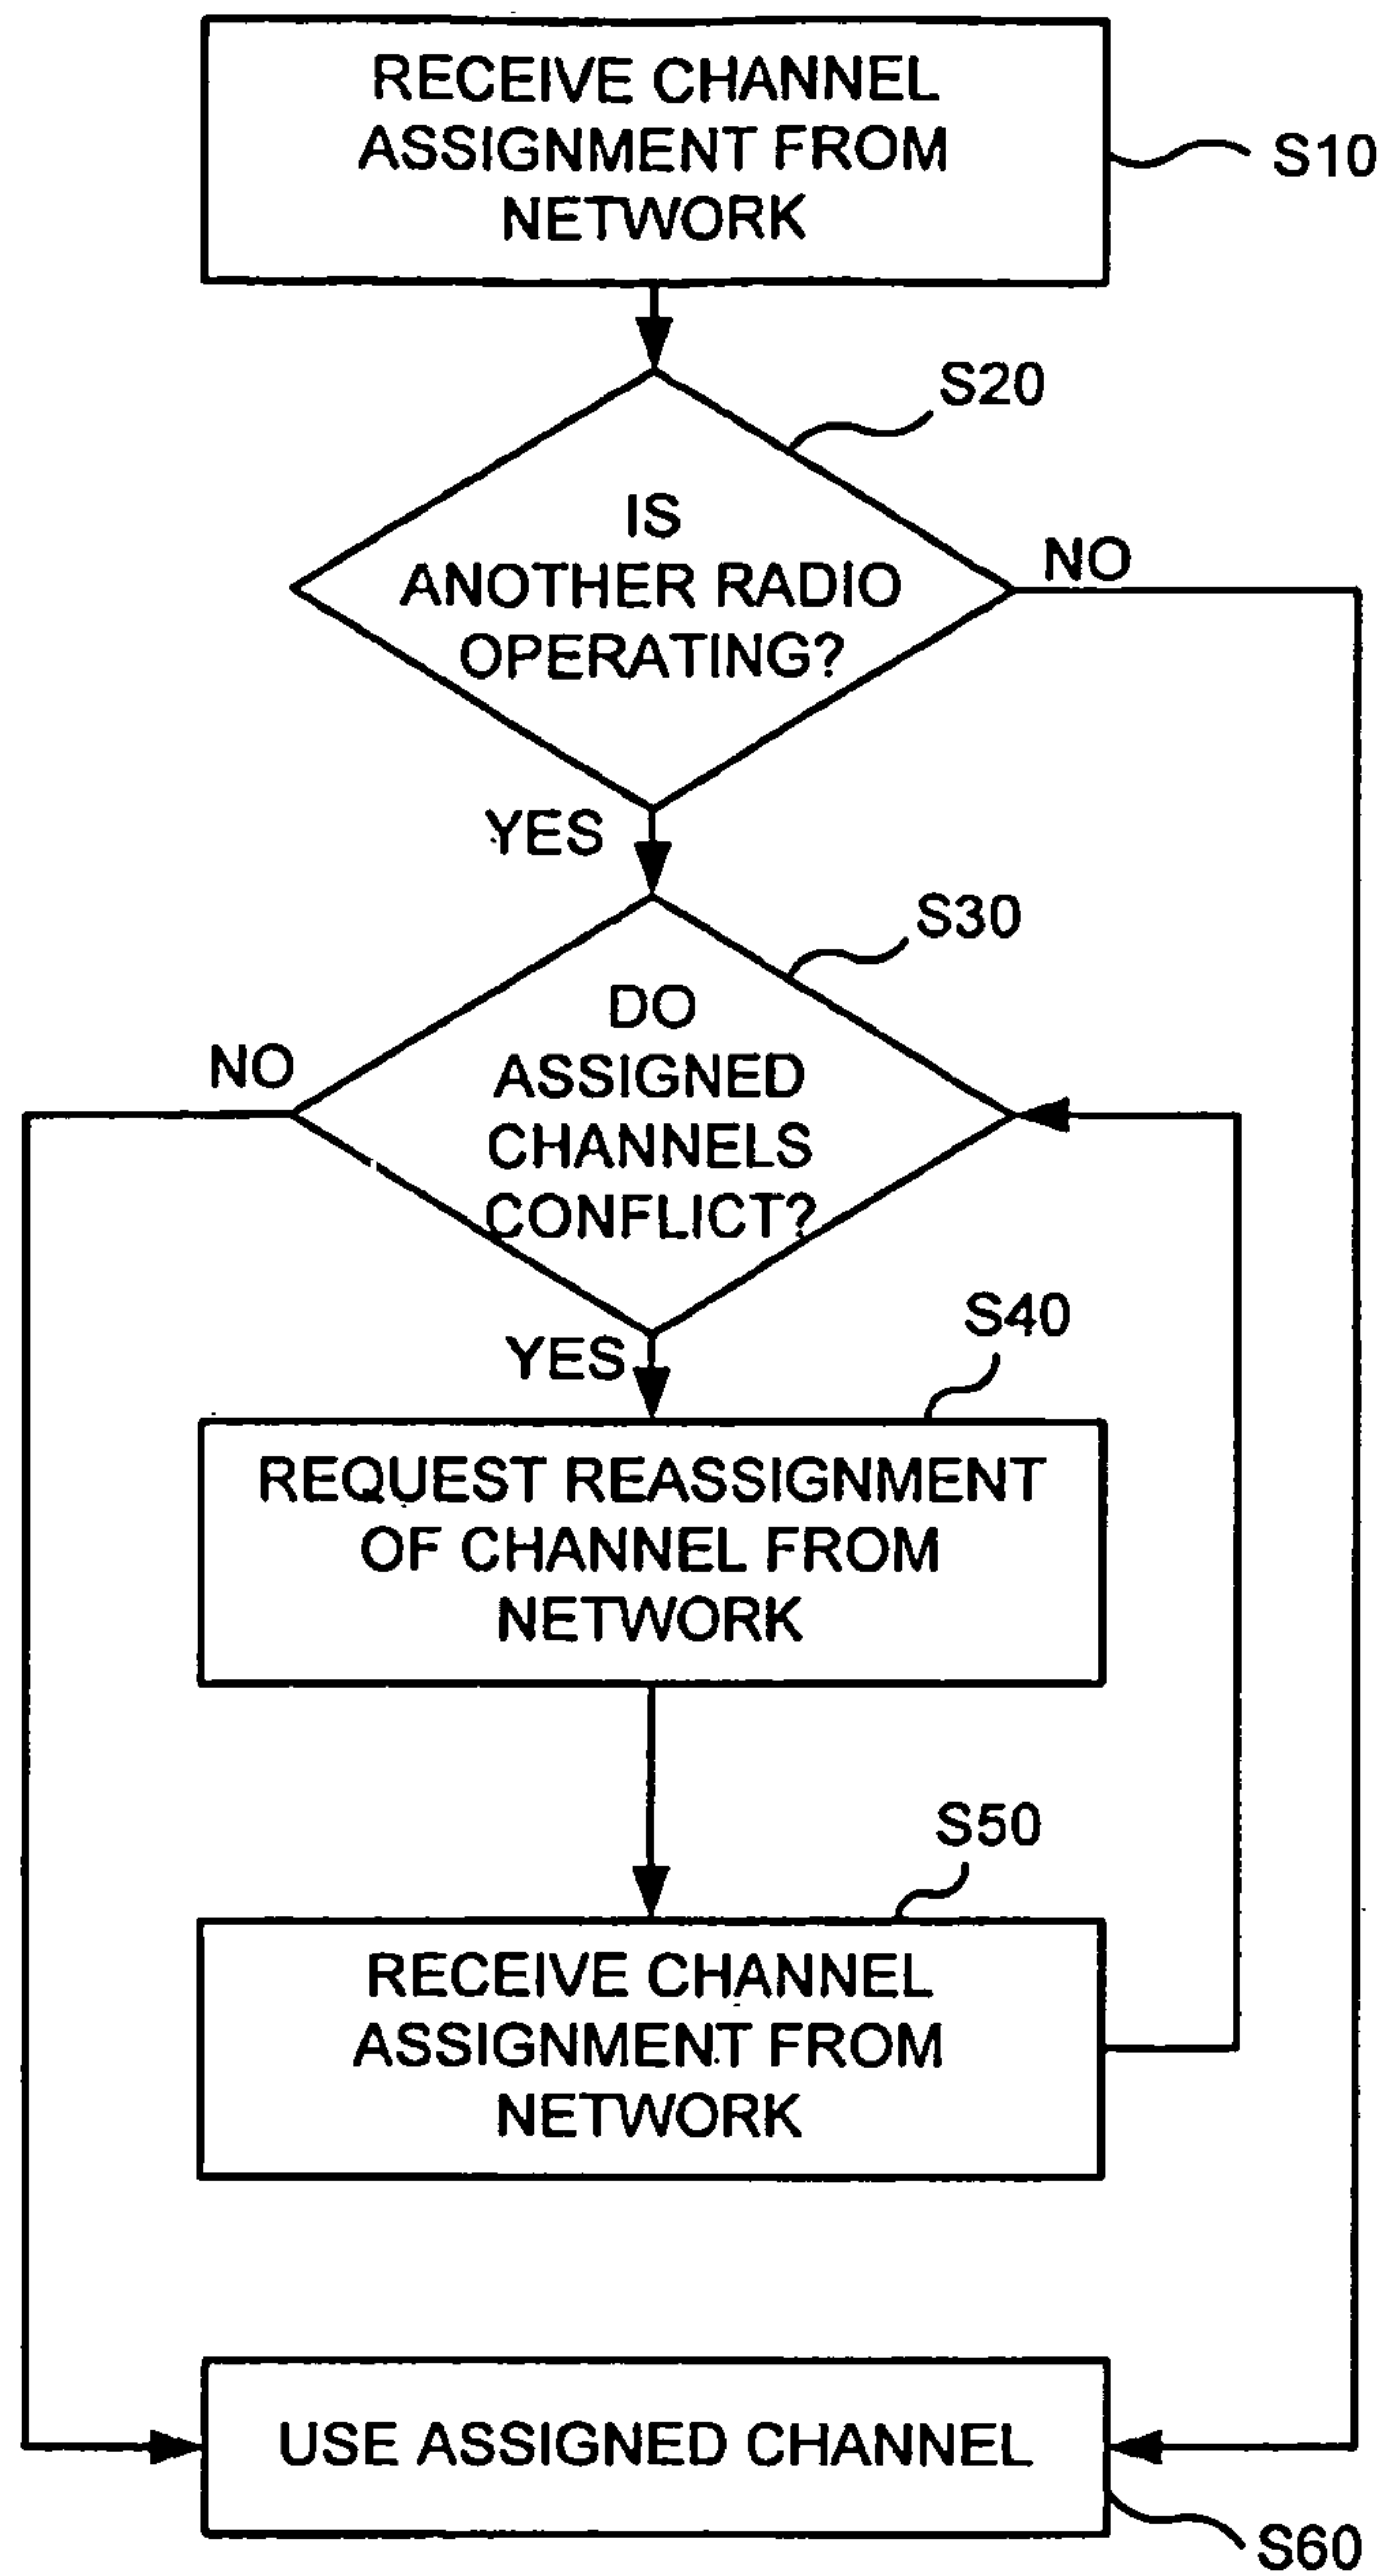 RECEIVE CHANNEL
ASSIGNMENT FROM
NETWORK
S10
S20
IS
ANOTHER RADIO
OPERATING?
NO
YES
S30
DO
ASSIGNED
CHANNELS
CONFLICT?
NO
YES
S40
REQUEST REASSIGNMENT
OF CHANNEL FROM
NETWORK
S50
RECEIVE CHANNEL
ASSIGNMENT FROM
NETWORK
USE ASSIGNED CHANNEL
S60